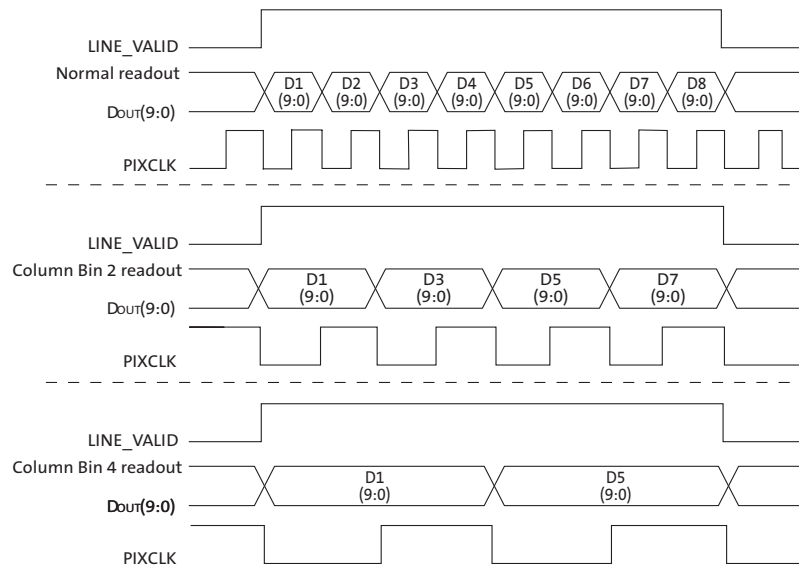 LINE_VALID
Normal readout
D1 D2 D3 D4 D5 D6 D7 D8
(9:0) (9:0) (9:0) (9:0) (9:0) (9:0) (9:0) (9:0)
DOUT(9:0)
PIXCLK
LINE_VALID
Column Bin 2 readout
D1 D3 D5 D7
(9:0) (9:0) (9:0) (9:0)
DOUT(9:0)
PIXCLK
LINE_VALID
Column Bin 4 readout
D1 D5
(9:0) (9:0)
DOUT(9:0)
PIXCLK